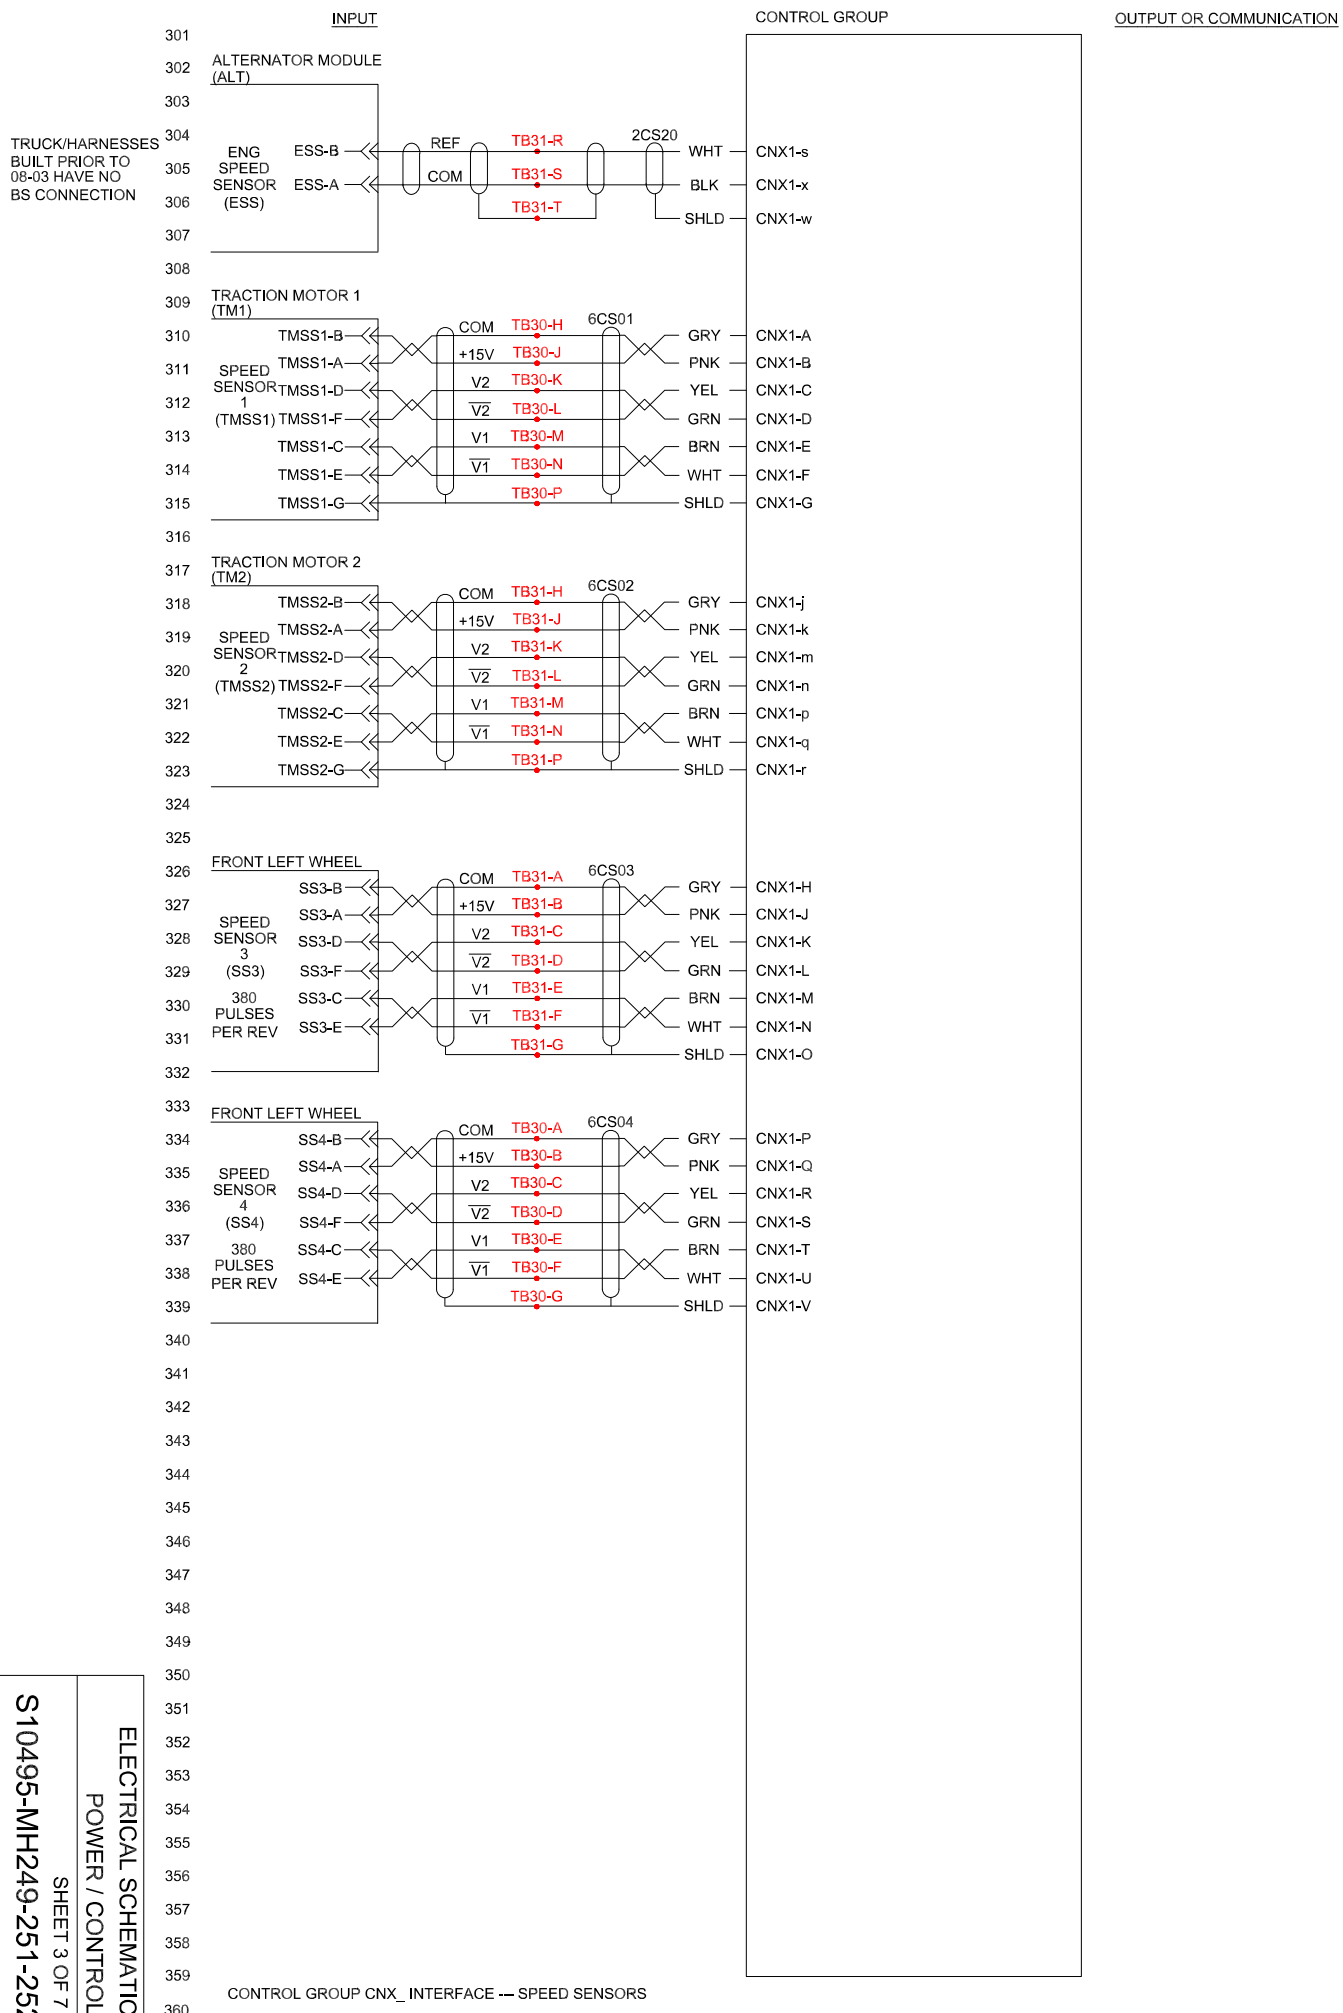 INPUT
CONTROL GROUP
OUTPUT OR COMMUNICATION
301
302
ALTERNATOR MODULE
(ALT)
303
TRUCK/HARNESSES
BUILT PRIOR TO
08-03 HAVE NO
BS CONNECTION
304
305
306
307
ENG
SPEED
SENSOR
(ESS)
2CS20
ESS-B REF TB31-R WHT CNX1-s
ESS-A COM TB31-S BLK CNX1-x
TB31-T SHLD CNX1-w
308
309
TRACTION MOTOR 1
(TM1)
310
311
312
313
314
315
SPEED
SENSOR
1
(TMSS1)
6CS01
TMSS1-B COM TB30-H GRY CNX1-A
TMSS1-A +15V TB30-J PNK CNX1-B
TMSS1-D V2 TB30-K YEL CNX1-C
TMSS1-F V2 TB30-L GRN CNX1-D
TMSS1-C V1 TB30-M BRN CNX1-E
TMSS1-E V1 TB30-N WHT CNX1-F
TMSS1-G TB30-P SHLD CNX1-G
316
317
TRACTION MOTOR 2
(TM2)
318
319
320
321
322
323
SPEED
SENSOR
2
(TMSS2)
6CS02
TMSS2-B COM TB31-H GRY CNX1-j
TMSS2-A +15V TB31-J PNK CNX1-k
TMSS2-D V2 TB31-K YEL CNX1-m
TMSS2-F V2 TB31-L GRN CNX1-n
TMSS2-C V1 TB31-M BRN CNX1-p
TMSS2-E V1 TB31-N WHT CNX1-q
TMSS2-G TB31-P SHLD CNX1-r
324
325
326
FRONT LEFT WHEEL
327
328
329
330
331
332
SPEED
SENSOR
3
(SS3)
380
PULSES
PER REV
6CS03
SS3-B COM TB31-A GRY CNX1-H
SS3-A +15V TB31-B PNK CNX1-J
SS3-D V2 TB31-C YEL CNX1-K
SS3-F V2 TB31-D GRN CNX1-L
SS3-C V1 TB31-E BRN CNX1-M
SS3-E V1 TB31-F WHT CNX1-N
TB31-G SHLD CNX1-O
333
FRONT LEFT WHEEL
334
335
336
337
338
339
SPEED
SENSOR
4
(SS4)
380
PULSES
PER REV
6CS04
SS4-B COM TB30-A GRY CNX1-P
SS4-A +15V TB30-B PNK CNX1-Q
SS4-D V2 TB30-C YEL CNX1-R
SS4-F V2 TB30-D GRN CNX1-S
SS4-C V1 TB30-E BRN CNX1-T
SS4-E V1 TB30-F WHT CNX1-U
TB30-G SHLD CNX1-V
340
341
342
343
344
345
346
347
348
349
350
351
352
353
354
355
356
357
358
359
360
CONTROL GROUP CNX_ INTERFACE --- SPEED SENSORS
ELECTRICAL SCHEMATIC
POWER / CONTROL
SHEET 3 OF 7
S10495-MH249-251-252